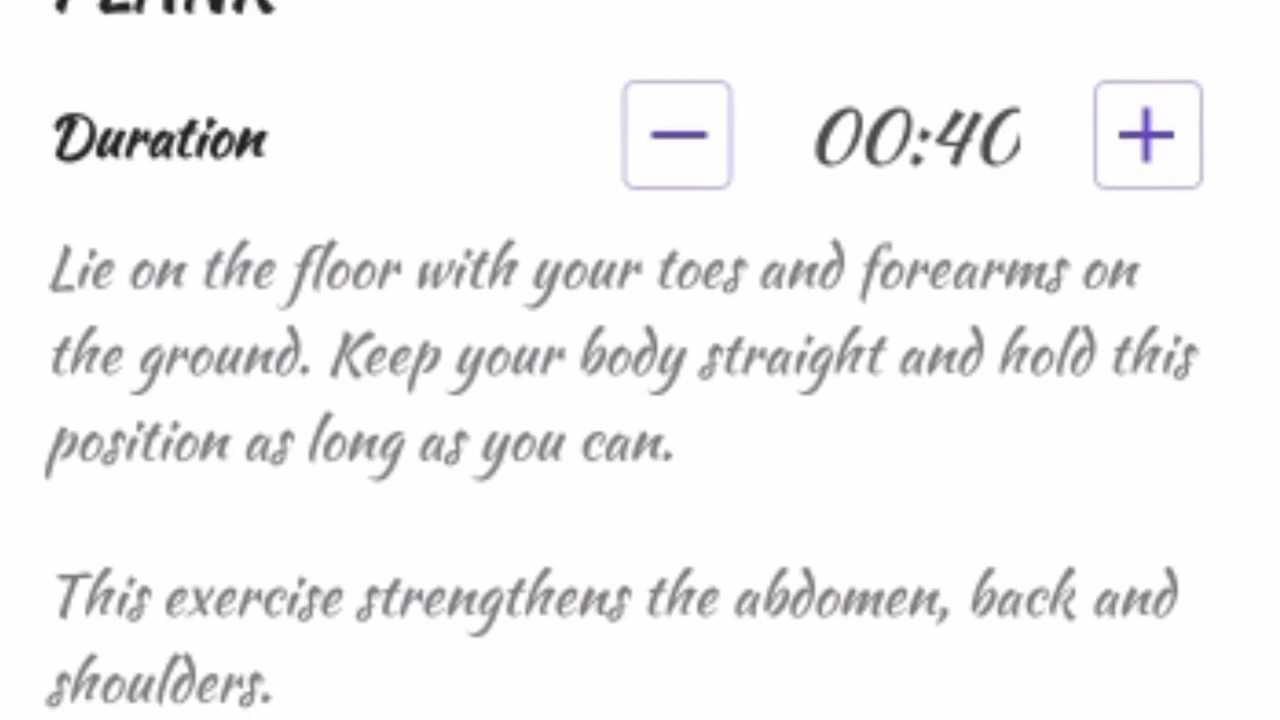 PLANK
Duration
00:40
Lie on the floor with your toes and forearms on
the ground. Keep your body straight and hold this
position as long as you can.
This exercise strengthens the abdomen, back and
shoulders.